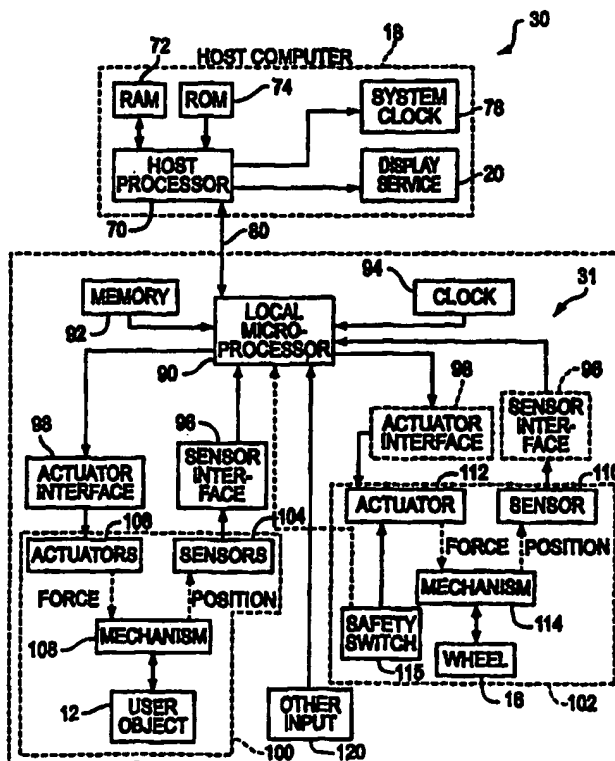 30
HOST COMPUTER
18
72
RAM
ROM
74
SYSTEM
CLOCK
78
HOST
PROCESSOR
DISPLAY
SERVICE
70
20
80
31
MEMORY
92
LOCAL
MICRO-
PROCESSOR
90
94
CLOCK
98
ACTUATOR
INTERFACE
96
SENSOR
INTER-
FACE
98
ACTUATOR
INTERFACE
96
SENSOR
INTER-
FACE
106
ACTUATORS
104
SENSORS
112
ACTUATOR
110
SENSOR
FORCE
POSITION
FORCE
POSITION
MECHANISM
108
MECHANISM
114
SAFETY
SWITCH
115
WHEEL
16
12
USER
OBJECT
100
OTHER
INPUT
120
102